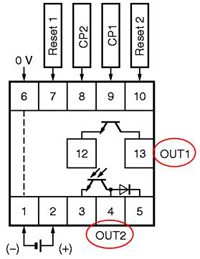 Reset 1
CP2
CP1
Reset 2
0 V
6 7 8 9 10
12 13 OUT1
1 2 3 4 5
(−) (+) OUT2